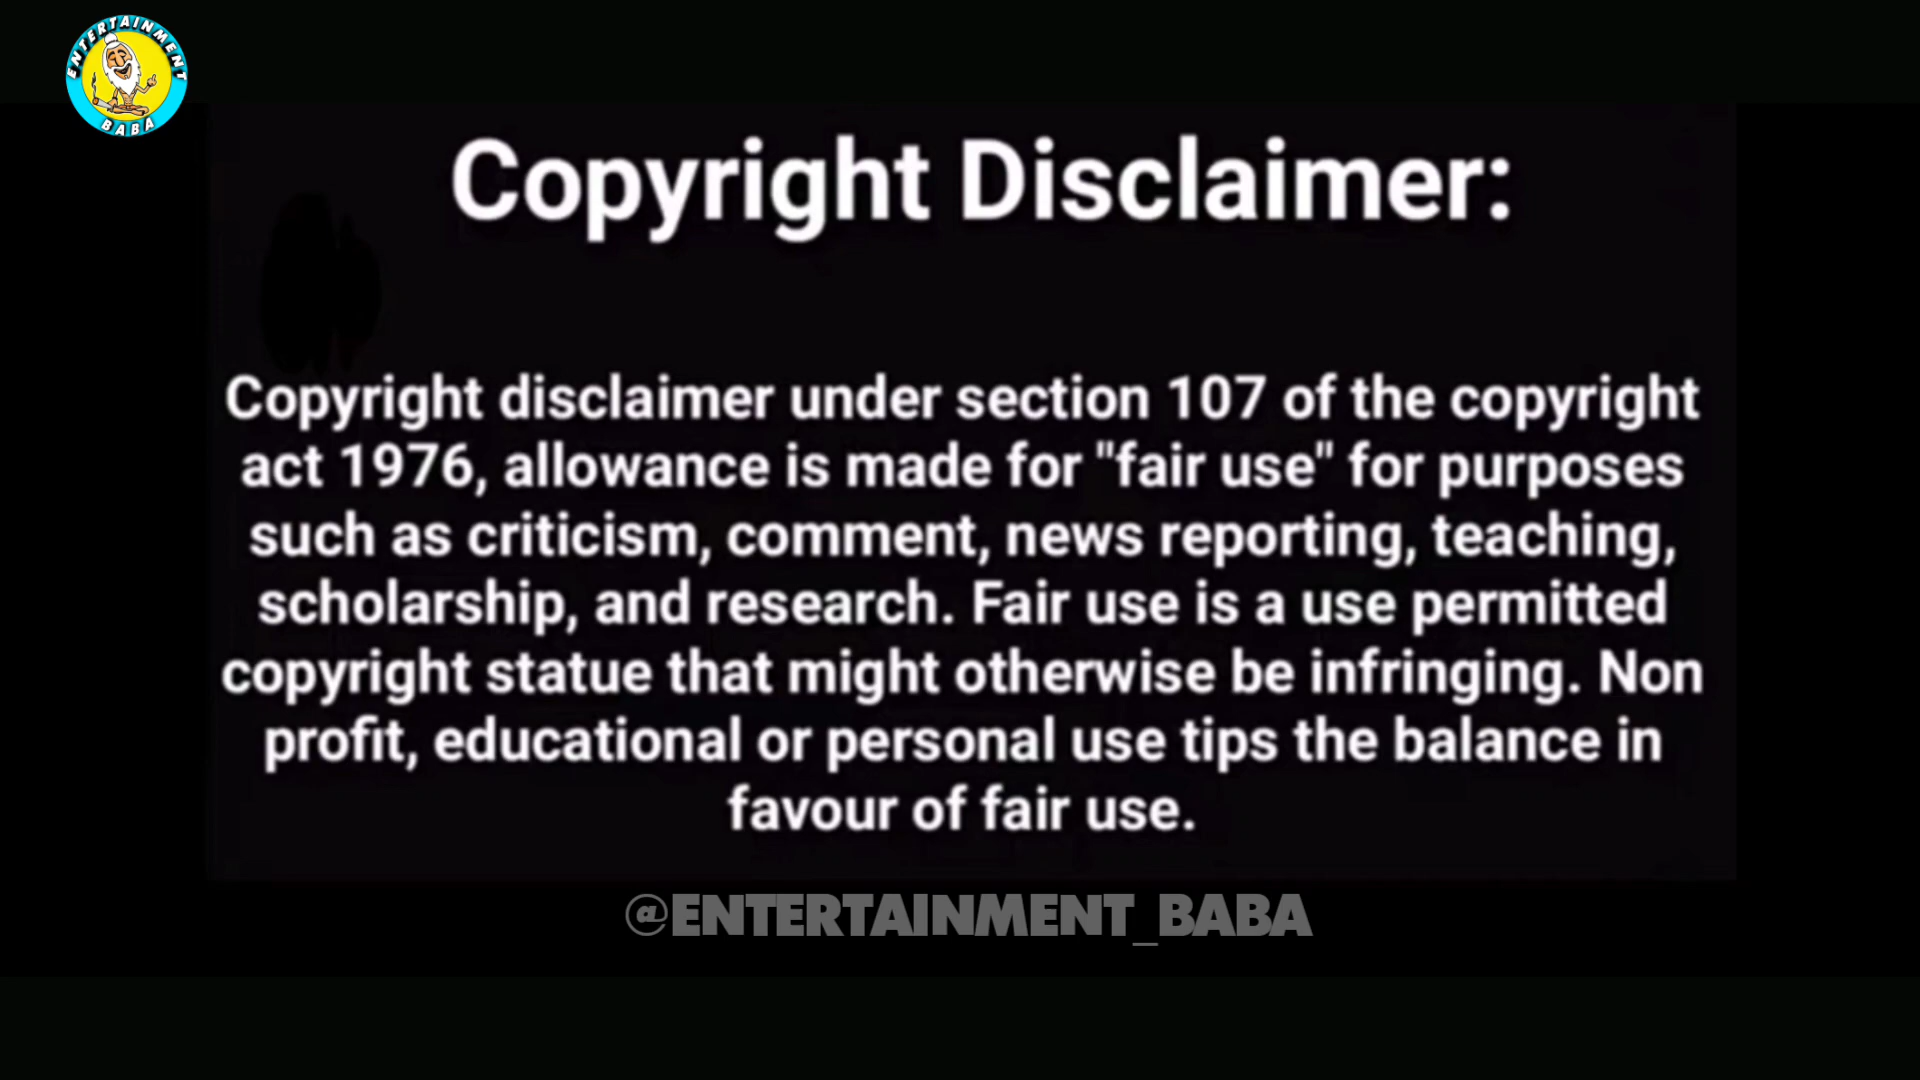 ENTERTAINMENT
BABA
Copyright Disclaimer:
Copyright disclaimer under section 107 of the copyright
act 1976, allowance is made for "fair use" for purposes
such as criticism, comment, news reporting, teaching,
scholarship, and research. Fair use is a use permitted
copyright statue that might otherwise be infringing. Non
profit, educational or personal use tips the balance in
favour of fair use.
@ENTERTAINMENT_BABA